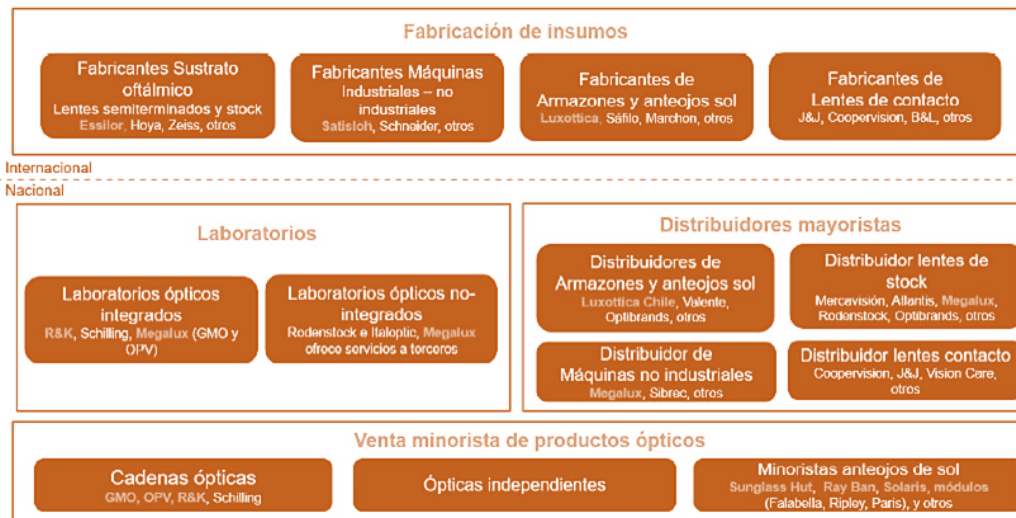 Fabricación de insumos
Fabricantes Sustrato
oftálmico
Lentes semiterminados y stock
Essilor, Hoya, Zeiss, otros
Fabricantes Máquinas
Industriales – no
industriales
Satisloh, Schneider, otros
Fabricantes de
Armazones y anteojos sol
Luxottica, Sáfilo, Marchon, otros
Fabricantes de
Lentes de contacto
J&J, Coopervision, B&L, otros
Internacional
Nacional
Laboratorios
Laboratorios ópticos
integrados
R&K, Schilling, Megalux (GMO y
OPV)
Laboratorios ópticos no-
integrados
Rodenstock e Italoptic, Megalux
ofrece servicios a terceros
Distribuidores mayoristas
Distribuidores de
Armazones y anteojos sol
Luxottica Chile, Valente,
Optibrands, otros
Distribuidor lentes de
stock
Mercavisión, Atlantis, Megalux,
Rodenstock, Optibrands, otros
Distribuidor de
Máquinas no industriales
Megalux, Sibrec, otros
Distribuidor lentes contacto
Coopervision, J&J, Vision Care,
otros
Venta minorista de productos ópticos
Cadenas ópticas
GMO, OPV, R&K, Schilling
Ópticas independientes
Minoristas anteojos de sol
Sunglass Hut, Ray Ban, Solaris, módulos
(Falabella, Ripley, Paris), y otros